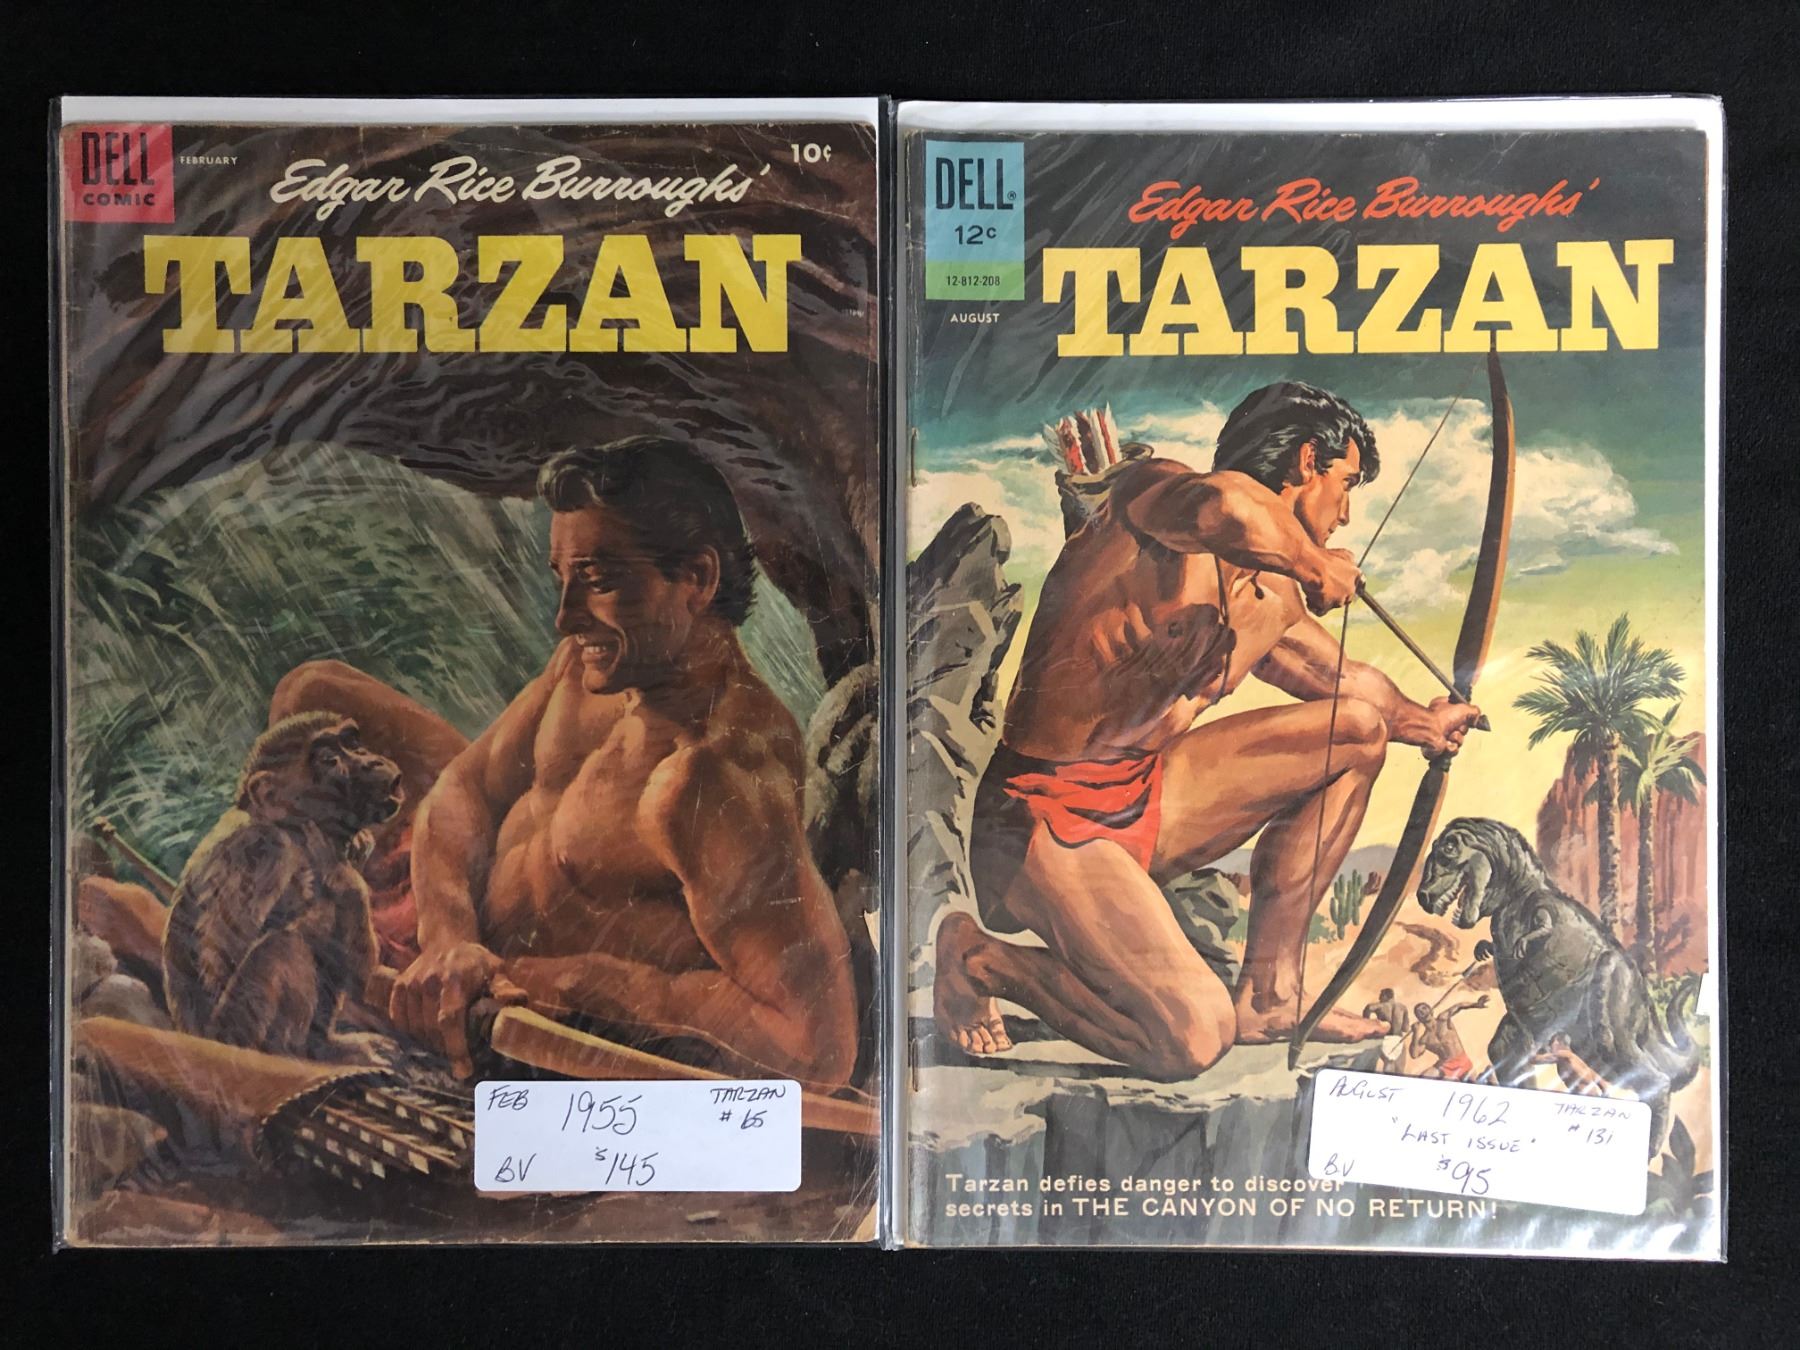 DELL
COMIC
FEBRUARY
10¢
Edgar Rice Burroughs'
TARZAN
FEB 1955 TARZAN
# 65
BV $145
DELL®
12¢
12-812-208
AUGUST
Edgar Rice Burroughs'
TARZAN
AUGUST 1962 TARZAN
"LAST ISSUE" # 131
BV $95
Tarzan defies danger to discover
secrets in THE CANYON OF NO RETURN!